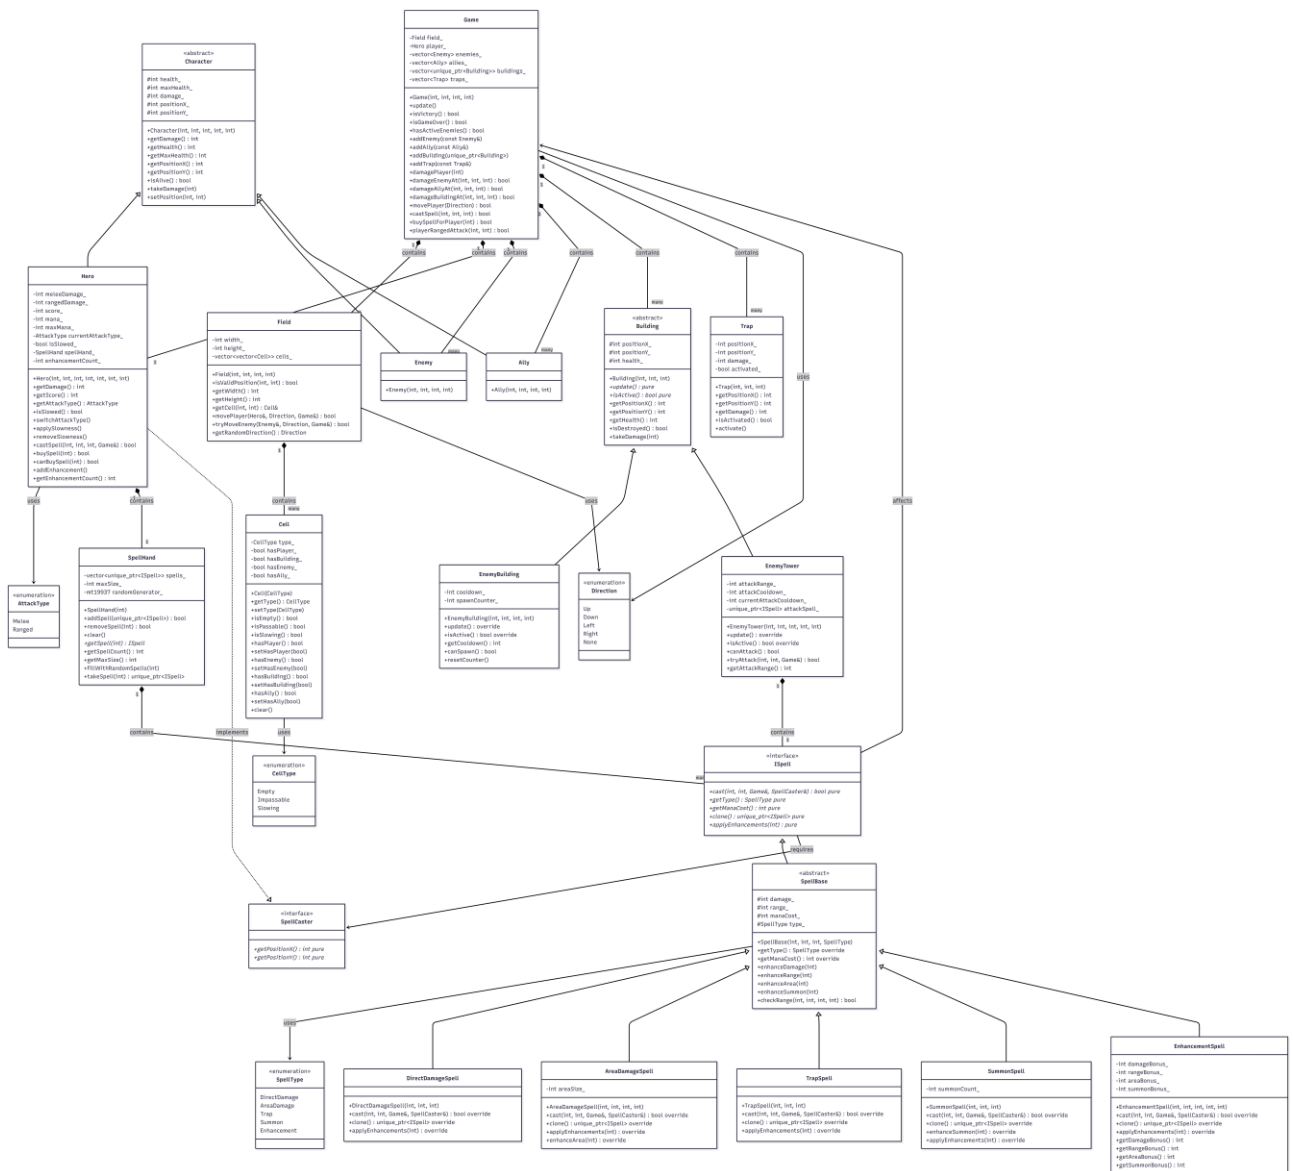 Game
-Field field_
-Hero player_
-vector<Enemy> enemies_
-vector<Ally> allies_
-vector<unique_ptr<Building>> buildings_
-vector<Trap> traps_
+Game(int, int, int, int)
+update()
+isVictory() : bool
+isGameOver() : bool
+hasActiveEnemies() : bool
+addEnemy(const Enemy&)
+addAlly(const Ally&)
+addBuilding(unique_ptr<Building>)
+addTrap(const Trap&)
+damagePlayer(int)
+damageEnemyAt(int, int, int) : bool
+damageAllyAt(int, int, int) : bool
+damageBuildingAt(int, int, int) : bool
+movePlayer(Direction) : bool
+castSpell(int, int, int) : bool
+buySpellForPlayer(int) : bool
+playerRangedAttack(int, int) : bool
«abstract»
Character
#int health_
#int maxHealth_
#int damage_
#int positionX_
#int positionY_
+Character(int, int, int, int, int)
+getDamage() : int
+getHealth() : int
+getMaxHealth() : int
+getPositionX() : int
+getPositionY() : int
+isAlive() : bool
+takeDamage(int)
+setPosition(int, int)
1
1
1
1
1
1
contains
contains
contains
contains
contains
contains
affects
uses
Hero
-int meleeDamage_
-int rangedDamage_
-int score_
-int mana_
-int maxMana_
-AttackType currentAttackType_
-bool isSlowed_
-SpellHand spellHand_
-int enhancementCount_
+Hero(int, int, int, int, int, int, int)
+getDamage() : int
+getScore() : int
+getAttackType() : AttackType
+isSlowed() : bool
+switchAttackType()
+applySlowness()
+removeSlowness()
+castSpell(int, int, int, Game&) : bool
+buySpell(int) : bool
+canBuySpell(int) : bool
+addEnhancement()
+getEnhancementCount() : int
Field
-int width_
-int height_
-vector<vector<Cell>> cells_
+Field(int, int, int, int)
+isValidPosition(int, int) : bool
+getWidth() : int
+getHeight() : int
+getCell(int, int) : Cell&
+movePlayer(Hero&, Direction, Game&) : bool
+tryMoveEnemy(Enemy&, Direction, Game&) : bool
+getRandomDirection() : Direction
many
Enemy
+Enemy(int, int, int, int)
many
Ally
+Ally(int, int, int, int)
many
«abstract»
Building
#int positionX_
#int positionY_
#int health_
+Building(int, int, int)
+update() : pure
+isActive() : bool pure
+getPositionX() : int
+getPositionY() : int
+getHealth() : int
+isDestroyed() : bool
+takeDamage(int)
many
Trap
-int positionX_
-int positionY_
-int damage_
-bool activated_
+Trap(int, int, int)
+getPositionX() : int
+getPositionY() : int
+getDamage() : int
+isActivated() : bool
+activate()
uses
contains
1
contains
many
uses
«enumeration»
AttackType
Melee
Ranged
SpellHand
-vector<unique_ptr<ISpell>> spells_
-int maxSize_
-mt19937 randomGenerator_
+SpellHand(int)
+addSpell(unique_ptr<ISpell>) : bool
+removeSpell(int) : bool
+clear()
+getSpell(int) : ISpell
+getSpellCount() : int
+getMaxSize() : int
+fillWithRandomSpells(int)
+takeSpell(int) : unique_ptr<ISpell>
Cell
-CellType type_
-bool hasPlayer_
-bool hasBuilding_
-bool hasEnemy_
-bool hasAlly_
+Cell(CellType)
+getType() : CellType
+setType(CellType)
+isEmpty() : bool
+isPassable() : bool
+isSlowing() : bool
+hasPlayer() : bool
+setHasPlayer(bool)
+hasEnemy() : bool
+setHasEnemy(bool)
+hasBuilding() : bool
+setHasBuilding(bool)
+hasAlly() : bool
+setHasAlly(bool)
+clear()
EnemyBuilding
-int cooldown_
-int spawnCounter_
+EnemyBuilding(int, int, int, int)
+update() : override
+isActive() : bool override
+getCooldown() : int
+canSpawn() : bool
+resetCounter()
«enumeration»
Direction
Up
Down
Left
Right
None
EnemyTower
-int attackRange_
-int attackCooldown_
-int currentAttackCooldown_
-unique_ptr<ISpell> attackSpell_
+EnemyTower(int, int, int, int, int)
+update() : override
+isActive() : bool override
+canAttack() : bool
+tryAttack(int, int, Game&) : bool
+getAttackRange() : int
1
1
contains
implements
uses
contains
1
«enumeration»
CellType
Empty
Impassable
Slowing
«interface»
ISpell
+cast(int, int, Game&, SpellCaster&) : bool pure
+getType() : SpellType pure
+getManaCost() : int pure
+clone() : unique_ptr<ISpell> pure
+applyEnhancements(int) : pure
requires
«interface»
SpellCaster
+getPositionX() : int pure
+getPositionY() : int pure
«abstract»
SpellBase
#int damage_
#int range_
#int manaCost_
#SpellType type_
+SpellBase(int, int, int, SpellType)
+getType() : SpellType override
+getManaCost() : int override
+enhanceDamage(int)
+enhanceRange(int)
+enhanceArea(int)
+enhanceSummon(int)
+checkRange(int, int, int, int) : bool
uses
«enumeration»
SpellType
DirectDamage
AreaDamage
Trap
Summon
Enhancement
DirectDamageSpell
+DirectDamageSpell(int, int, int)
+cast(int, int, Game&, SpellCaster&) : bool override
+clone() : unique_ptr<ISpell> override
+applyEnhancements(int) : override
AreaDamageSpell
-int areaSize_
+AreaDamageSpell(int, int, int, int)
+cast(int, int, Game&, SpellCaster&) : bool override
+clone() : unique_ptr<ISpell> override
+applyEnhancements(int) : override
+enhanceArea(int) : override
TrapSpell
+TrapSpell(int, int, int)
+cast(int, int, Game&, SpellCaster&) : bool override
+clone() : unique_ptr<ISpell> override
+applyEnhancements(int) : override
SummonSpell
-int summonCount_
+SummonSpell(int, int, int, int)
+cast(int, int, Game&, SpellCaster&) : bool override
+clone() : unique_ptr<ISpell> override
+enhanceSummon(int) : override
+applyEnhancements(int) : override
EnhancementSpell
-int damageBonus_
-int rangeBonus_
-int areaBonus_
-int summonBonus_
+EnhancementSpell(int, int, int, int, int)
+cast(int, int, Game&, SpellCaster&) : bool override
+clone() : unique_ptr<ISpell> override
+applyEnhancements(int) : override
+getDamageBonus() : int
+getRangeBonus() : int
+getAreaBonus() : int
+getSummonBonus() : int